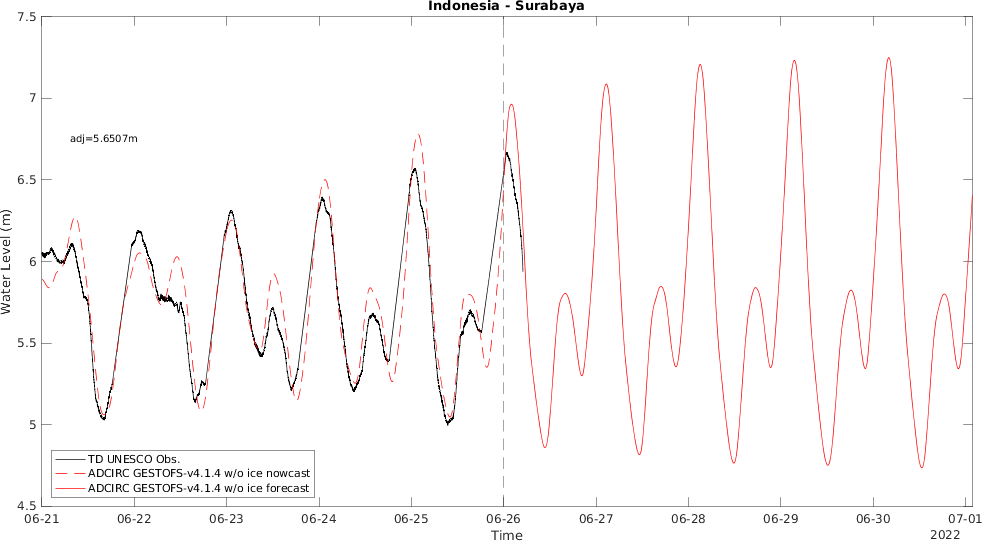 Indonesia - Surabaya
7.5
7
6.5
6
5.5
5
4.5
Water Level (m)
adj=5.6507m
TD UNESCO Obs.
ADCIRC GESTOFS-v4.1.4 w/o ice nowcast
ADCIRC GESTOFS-v4.1.4 w/o ice forecast
06-21 06-22 06-23 06-24 06-25 06-26 06-27 06-28 06-29 06-30 07-01
Time
2022